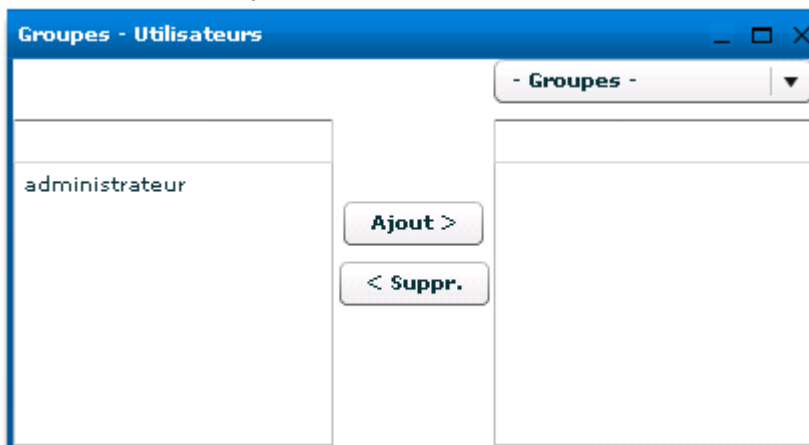 Groupes - Utilisateurs
- Groupes -
administrateur
Ajout >
< Suppr.